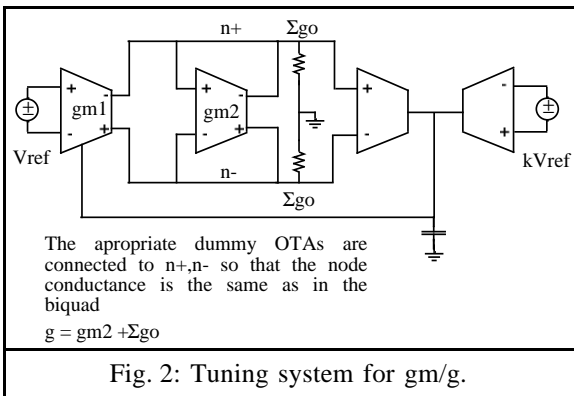 n+ Σgo
+ - + - + -
gm1 gm2
± - + - + - + ±
Vref n- kVref
Σgo
The apropriate dummy OTAs are
connected to n+,n- so that the node
conductance is the same as in the
biquad
g = gm2 +Σgo
Fig. 2: Tuning system for gm/g.